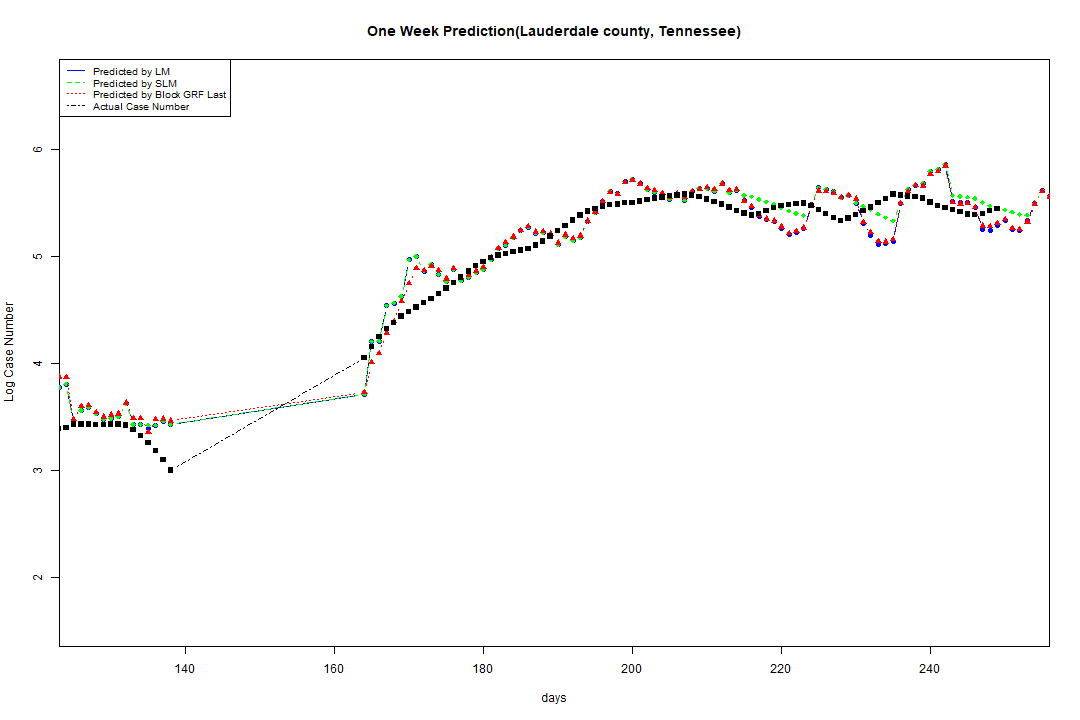 One Week Prediction(Lauderdale county, Tennessee)
Predicted by LM
Predicted by SLM
Predicted by Block GRF Last
Actual Case Number
Log Case Number
6
5
4
3
2
140 160 180 200 220 240
days